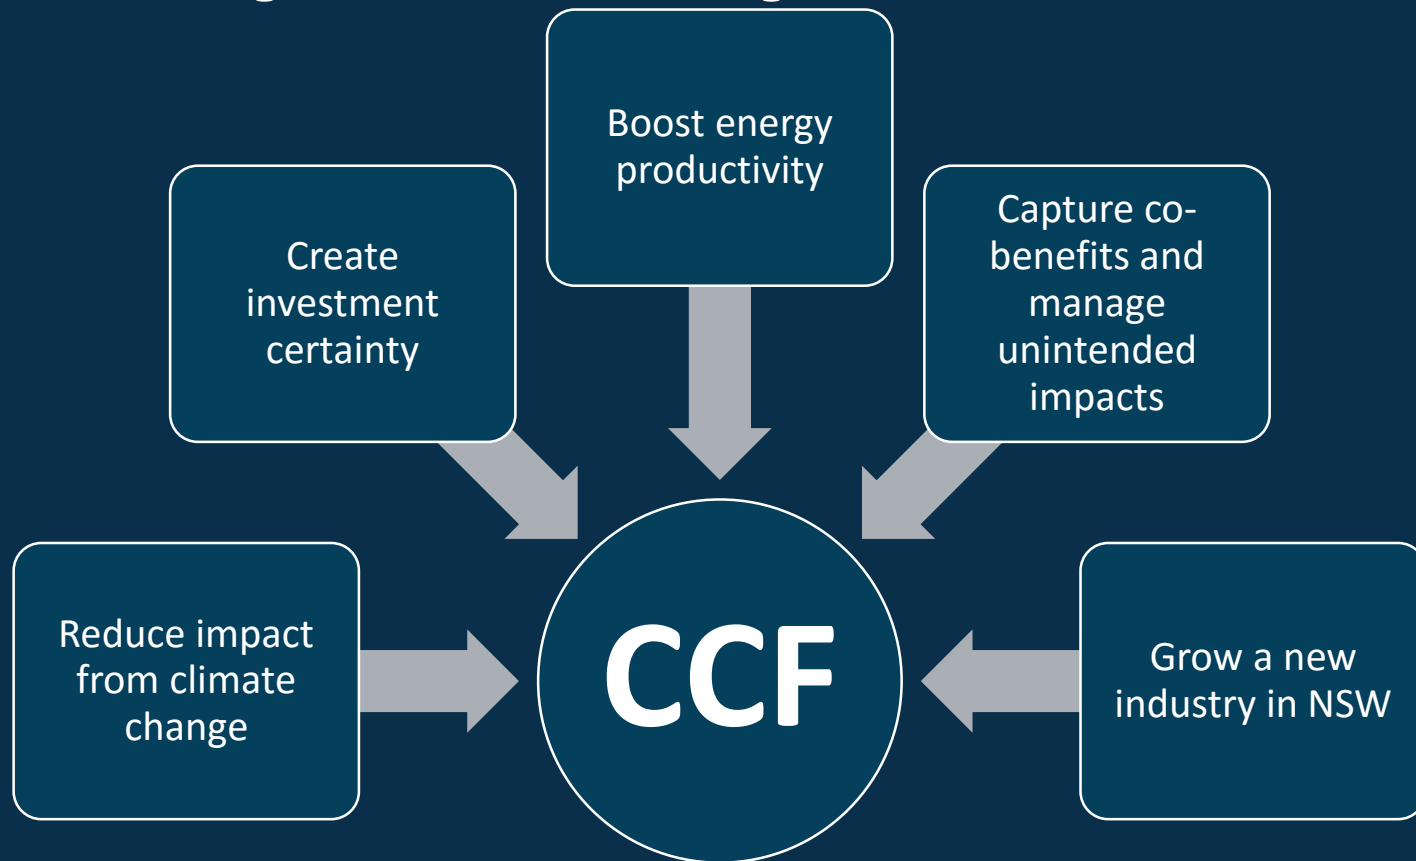 Boost energy
productivity
Create
investment
certainty
Capture co-
benefits and
manage
unintended
impacts
Reduce impact
from climate
change
CCF
Grow a new
industry in NSW